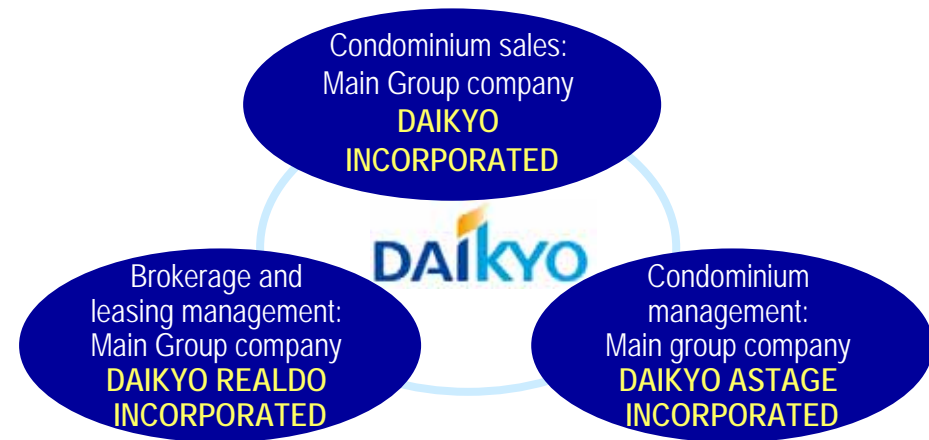 Condominium sales:
Main Group company
DAIKYO
INCORPORATED
DAIKYO
Brokerage and
leasing management:
Main Group company
DAIKYO REALDO
INCORPORATED
Condominium
management:
Main group company
DAIKYO ASTAGE
INCORPORATED